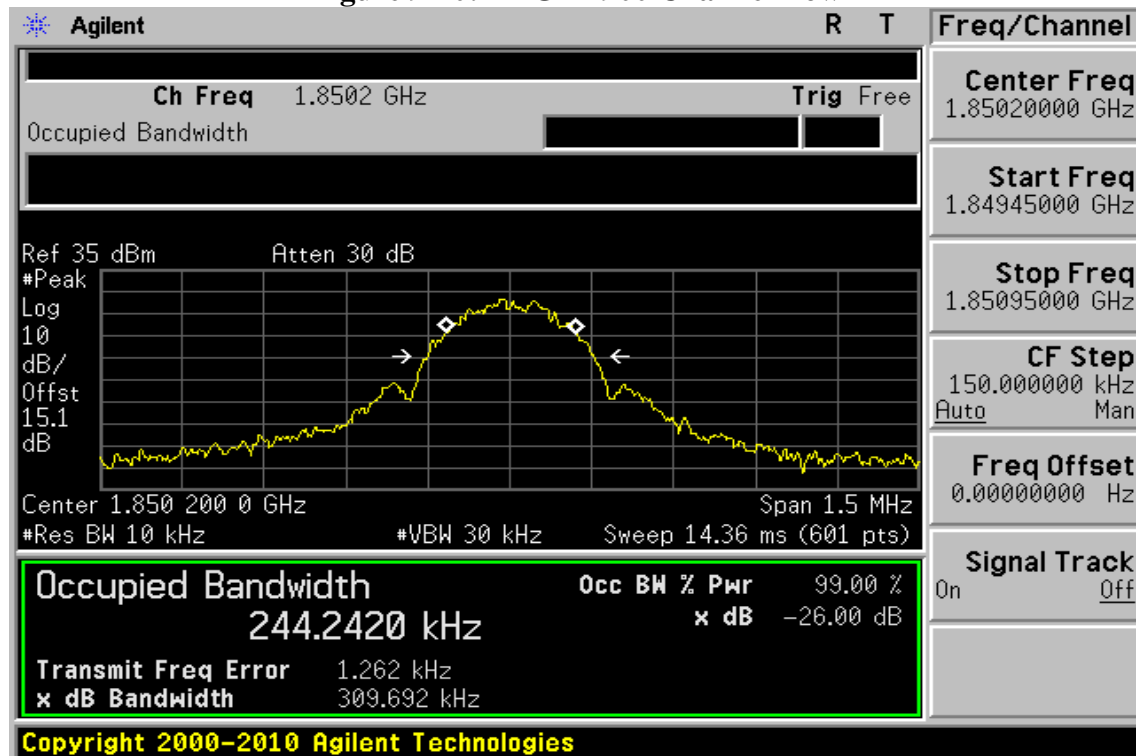 Agilent R T
Ch Freq 1.8502 GHz Trig Free
Occupied Bandwidth
Ref 35 dBm Atten 30 dB
#Peak
Log
10
dB/
Offst
15.1
dB
Center 1.850 200 0 GHz Span 1.5 MHz
#Res BW 10 kHz #VBW 30 kHz Sweep 14.36 ms (601 pts)
Occupied Bandwidth
244.2420 kHz
Occ BW % Pwr 99.00 %
x dB -26.00 dB
Transmit Freq Error 1.262 kHz
x dB Bandwidth 309.692 kHz
Copyright 2000-2010 Agilent Technologies
Freq/Channel
Center Freq
1.85020000 GHz
Start Freq
1.84945000 GHz
Stop Freq
1.85095000 GHz
CF Step
150.000000 kHz
Auto Man
Freq Offset
0.00000000 Hz
Signal Track
On Off